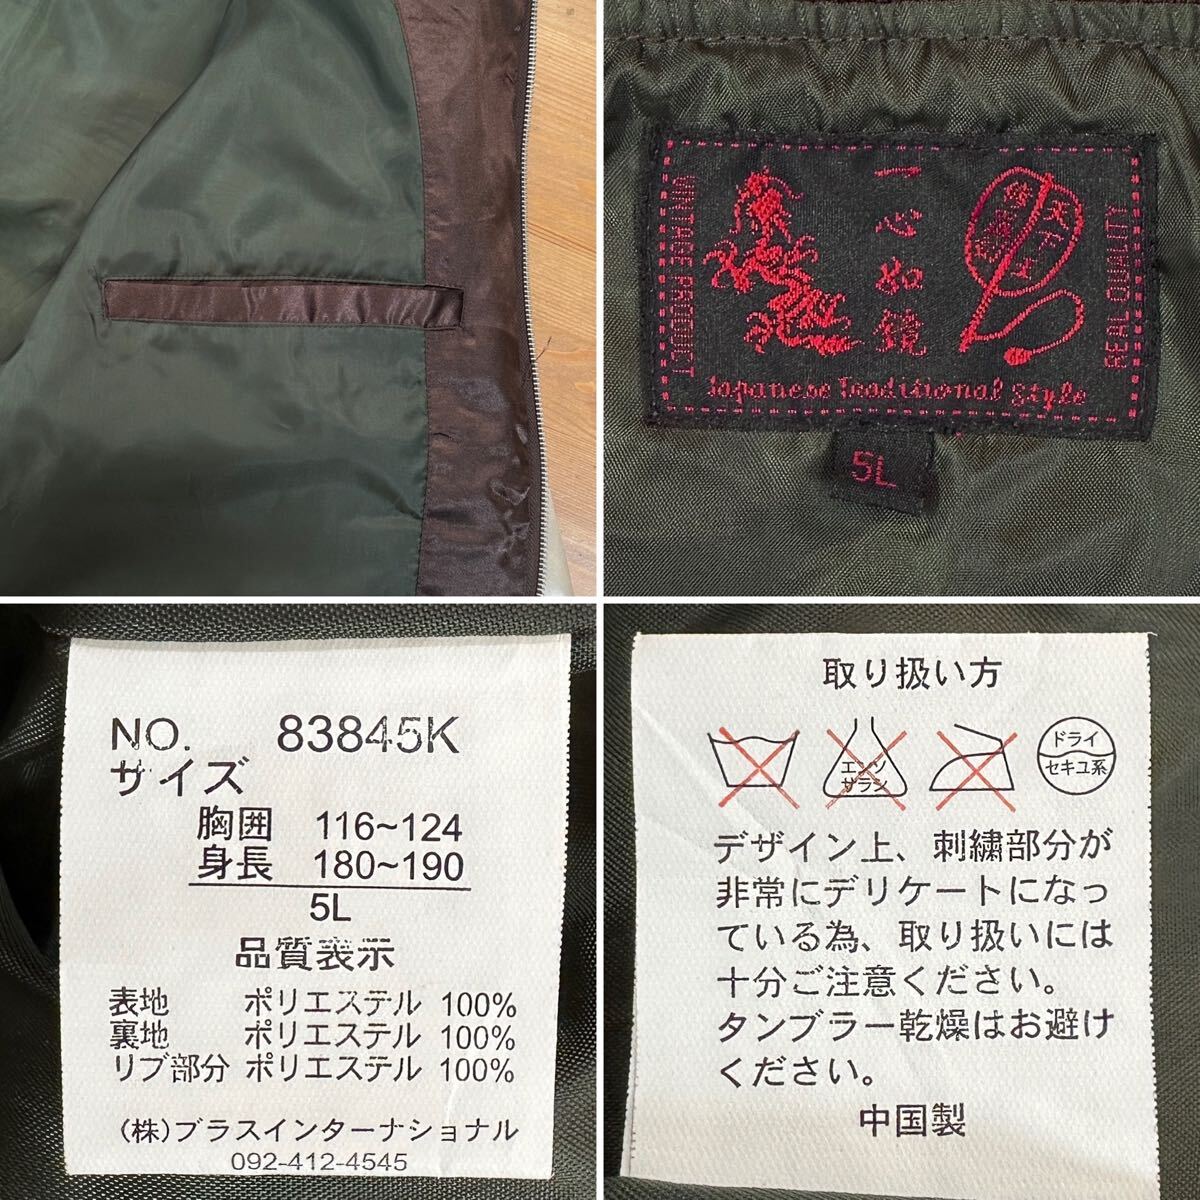 VINTAGE PRODUCT
一心如鏡
天下上
REAL QUALITY
Japanese Traditional Style
5L
NO. 83845K
サイズ
胸囲 116~124
身長 180~190
5L
品質表示
表地 ポリエステル 100%
裏地 ポリエステル 100%
リブ部分 ポリエステル 100%
(株)ブラスインターナショナル
092-412-4545
取り扱い方
エンソ
サラシ
ドライ
セキユ系
デザイン上、刺繍部分が
非常にデリケートになっ
ている為、取り扱いには
十分ご注意ください。
タンブラー乾燥はお避け
ください。
中国製